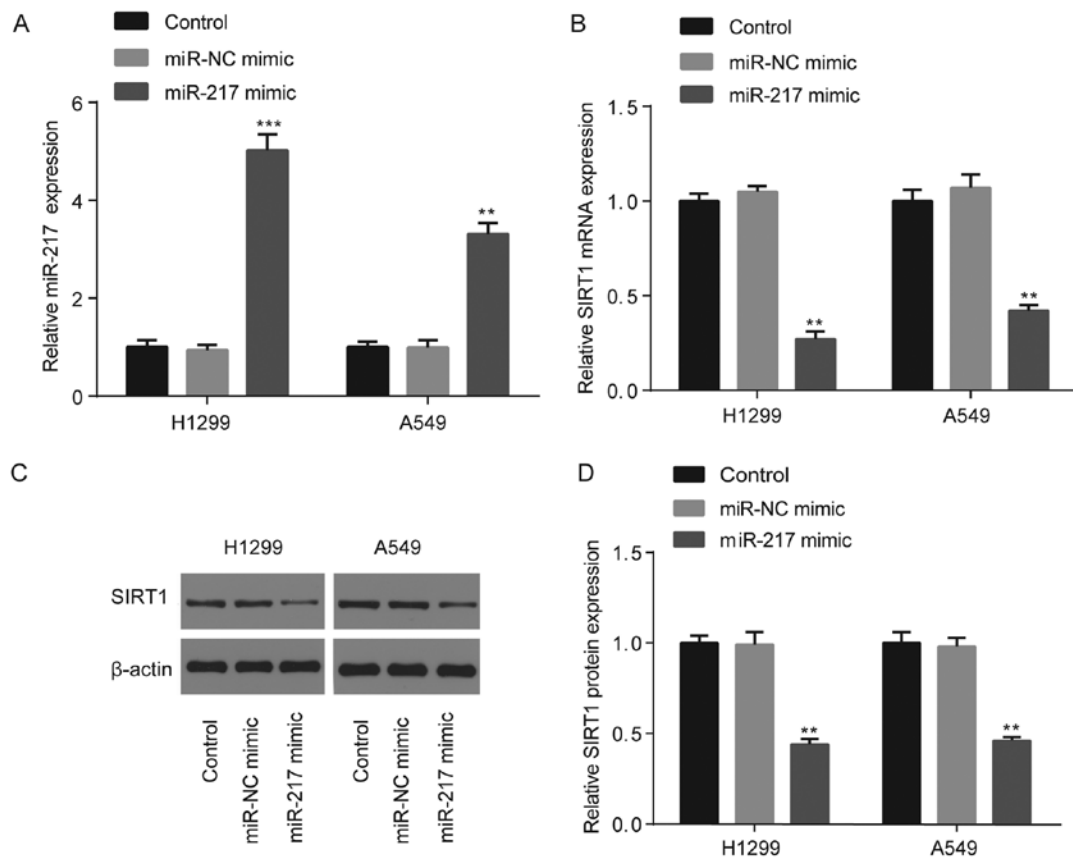 A
Control
miR-NC mimic
miR-217 mimic
Relative miR-217 expression
6
4
2
0
***
**
H1299
A549
B
Control
miR-NC mimic
miR-217 mimic
Relative SIRT1 mRNA expression
1.5
1.0
0.5
0.0
**
**
H1299
A549
C
H1299
A549
SIRT1
β-actin
Control
miR-NC mimic
miR-217 mimic
Control
miR-NC mimic
miR-217 mimic
D
Control
miR-NC mimic
miR-217 mimic
Relative SIRT1 protein expression
1.5
1.0
0.5
0.0
**
**
H1299
A549